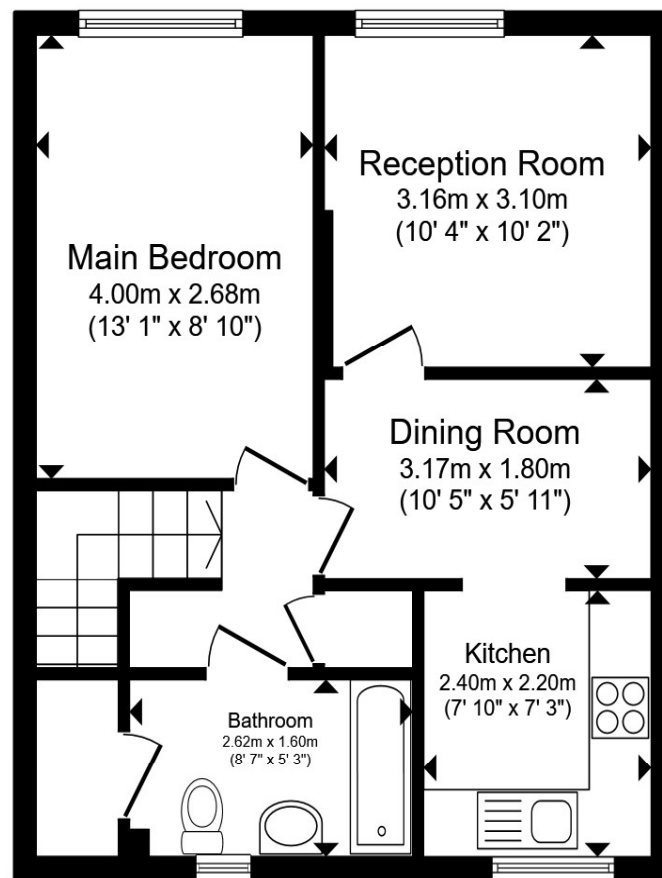 Reception Room
3.16m x 3.10m
(10' 4" x 10' 2")
Main Bedroom
4.00m x 2.68m
(13' 1" x 8' 10")
Dining Room
3.17m x 1.80m
(10' 5" x 5' 11")
Kitchen
2.40m x 2.20m
(7' 10" x 7' 3")
Bathroom
2.62m x 1.60m
(8' 7" x 5' 3")